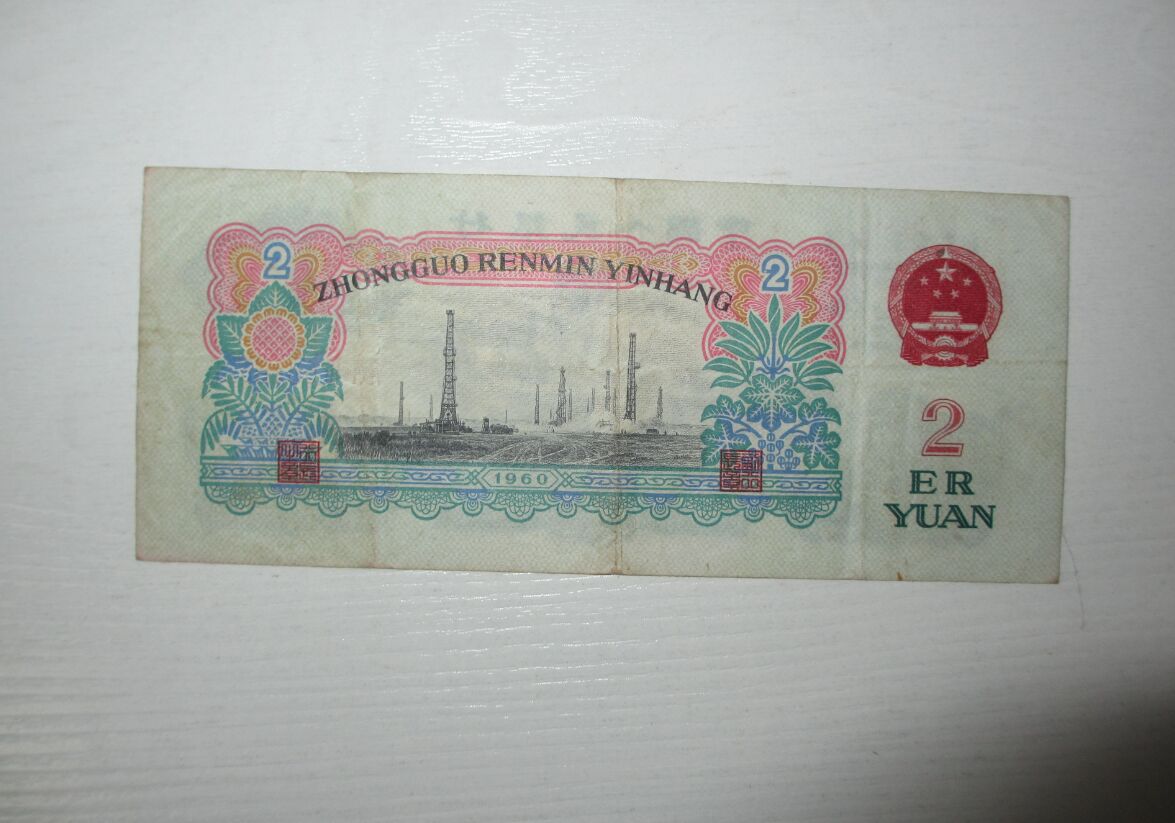 2
2
ZHONGGUO RENMIN YINHANG
1960
2
ER
YUAN